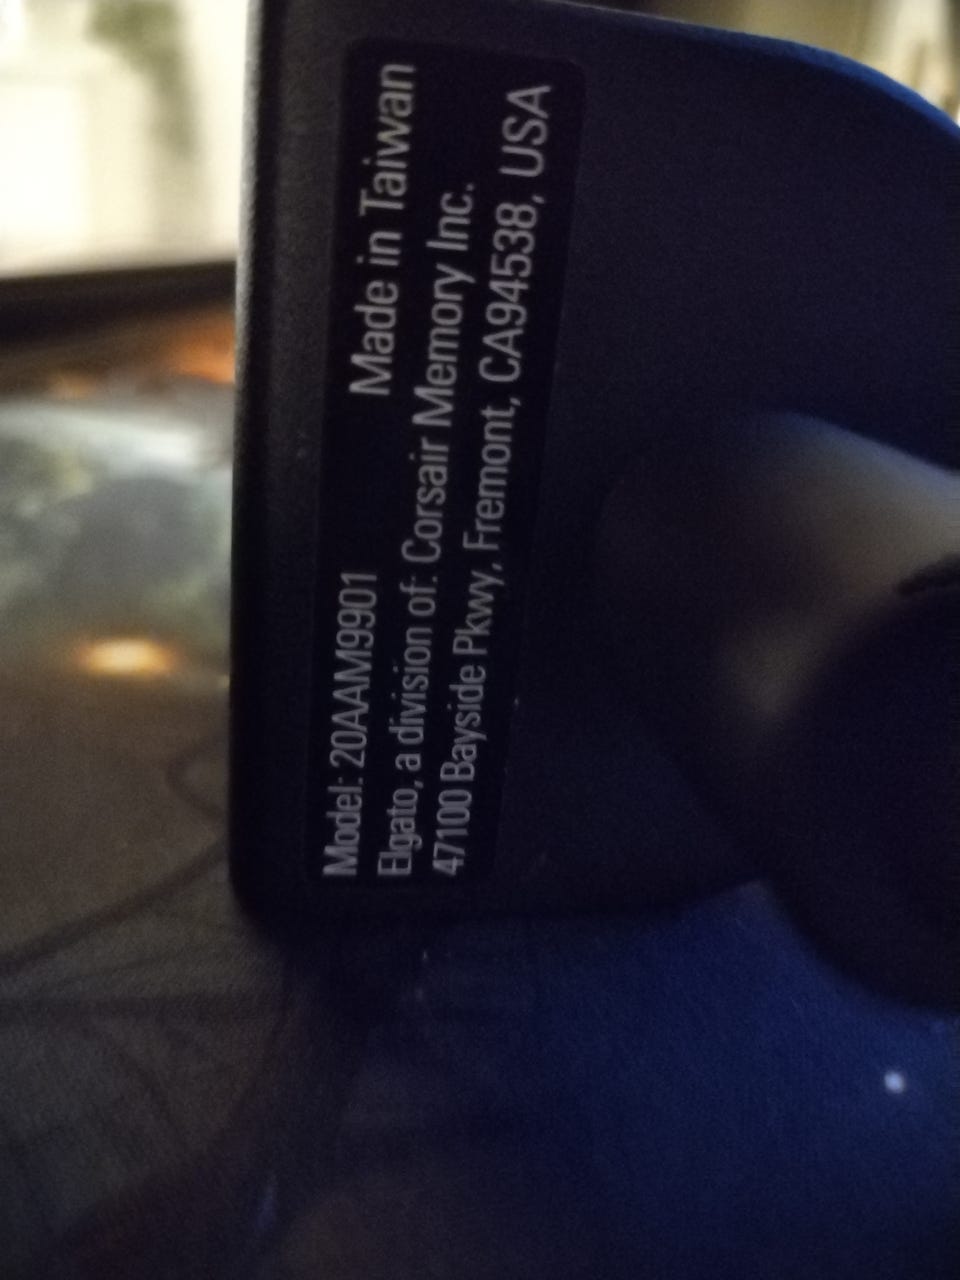 Model: 20AAM9901 Made in Taiwan
Elgato, a division of: Corsair Memory Inc.
47100 Bayside Pkwy, Fremont, CA94538, USA